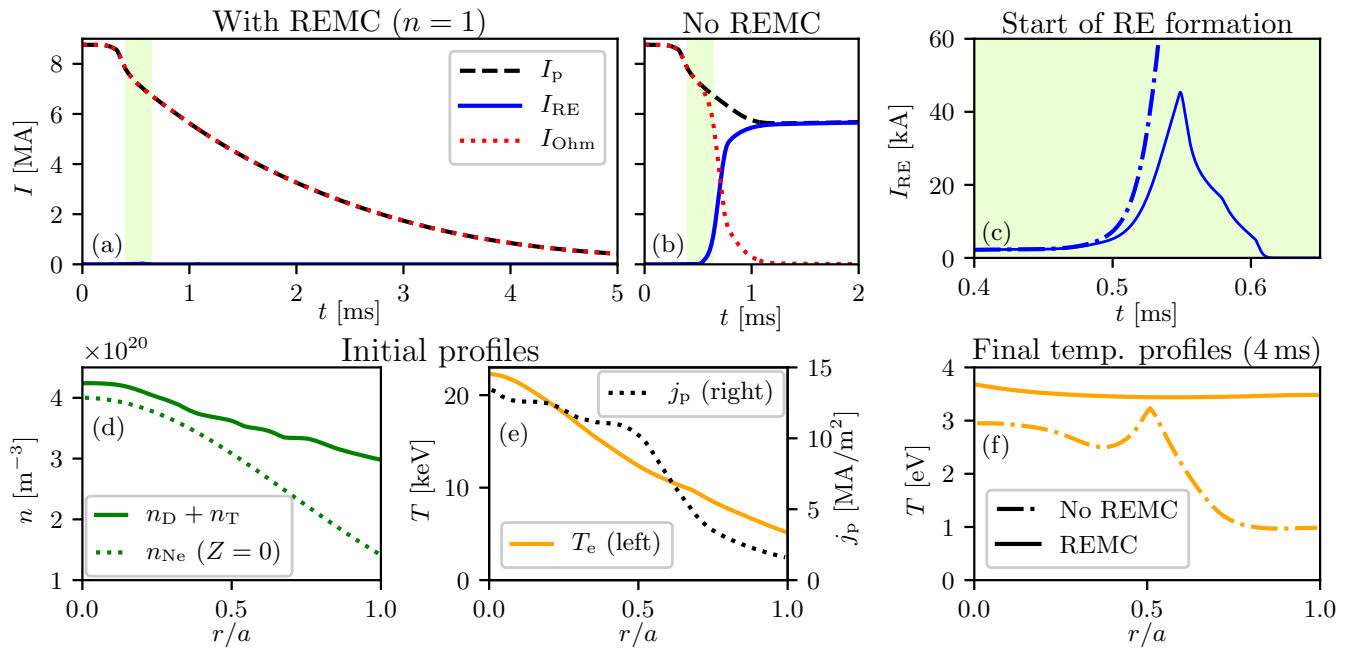 With REMC (n = 1)
No REMC
Start of RE formation
I [MA]
8
6
4
2
0
I_p
I_RE
I_Ohm
(a)
0 1 2 3 4 5
t [ms]
(b)
0 1 2
t [ms]
I_RE [kA]
60
40
20
0
(c)
0.4 0.5 0.6
t [ms]
Initial profiles
Final temp. profiles (4 ms)
×10^20
n [m^−3]
4
3
2
1
(d)
n_D + n_T
n_Ne (Z = 0)
0.0 0.5 1.0
r/a
T [keV]
20
10
0
(e)
j_p (right)
T_e (left)
0.0 0.5 1.0
r/a
15
10
5
0
j_p [MA/m^2]
T [eV]
4
3
2
1
0
(f)
No REMC
REMC
0.0 0.5 1.0
r/a